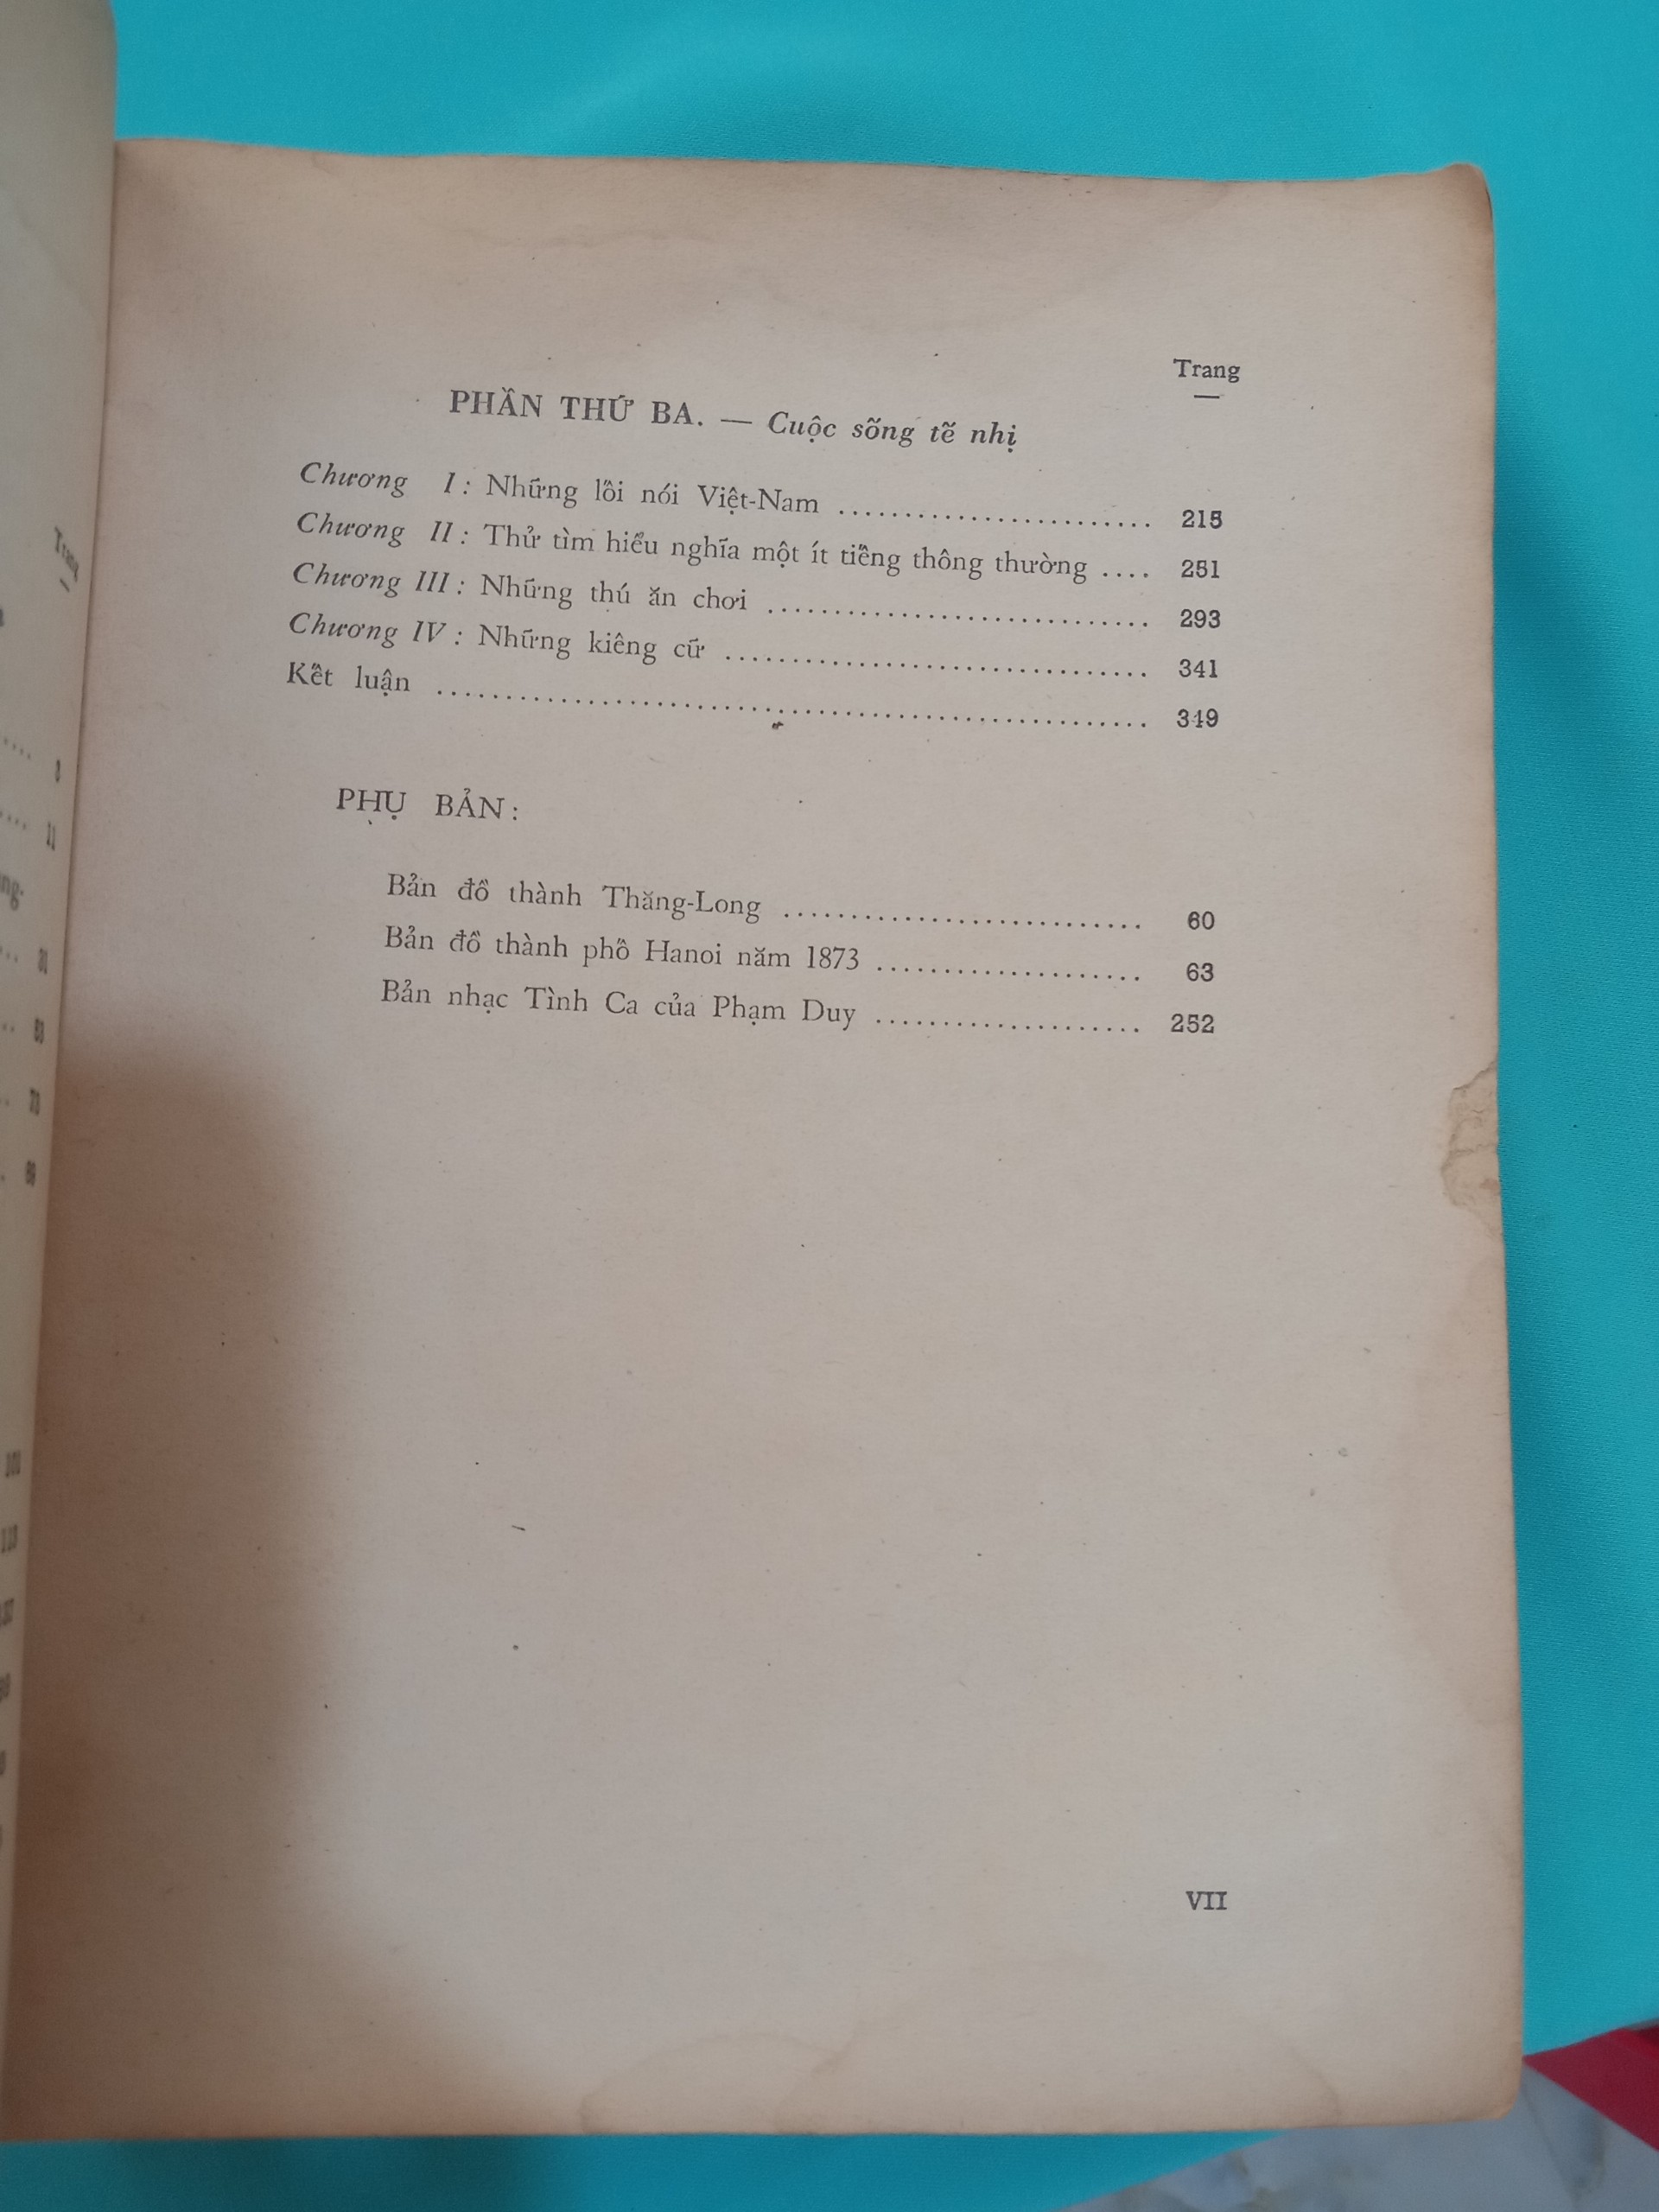 Trang
PHẦN THỨ BA. — Cuộc sống tế nhị
Chương I : Những lối nói Việt-Nam ........................ 215
Chương II : Thử tìm hiểu nghĩa một ít tiếng thông thường .... 251
Chương III : Những thú ăn chơi ............................. 293
Chương IV : Những kiêng cữ ................................ 341
Kết luận ..................................................... 349
PHỤ BẢN :
Bản đồ thành Thăng-Long ........................... 60
Bản đồ thành phố Hanoi năm 1873 .................... 63
Bản nhạc Tình Ca của Phạm Duy .................... 252
VII
Trang
11
101